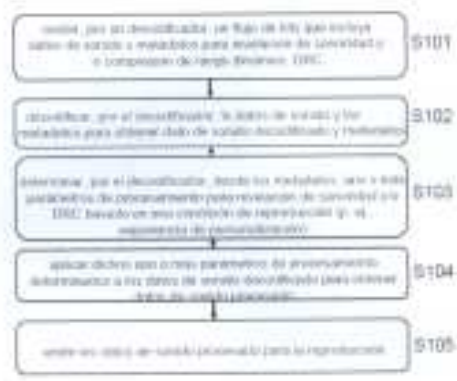 recibir, por un decodificador, un flujo de bits que incluye
datos de sonido y metadatos para nivelación de sonoridad y
o compresión de rango dinámico, DRC
S101
decodificar, por el decodificador, los datos de sonido y los
metadatos para obtener datos de sonido decodificado y metadatos
S102
determinar, por el decodificador, desde los metadatos, uno o más
parámetros de procesamiento para nivelación de sonoridad y/o
DRC basado en una condición de reproducción (p. ej.
S103
aplicar dichos uno o más parámetros de procesamiento
determinados a los datos de sonido decodificado para obtener
datos de sonido procesado
S104
emitir los datos de sonido procesado para la reproducción
S105